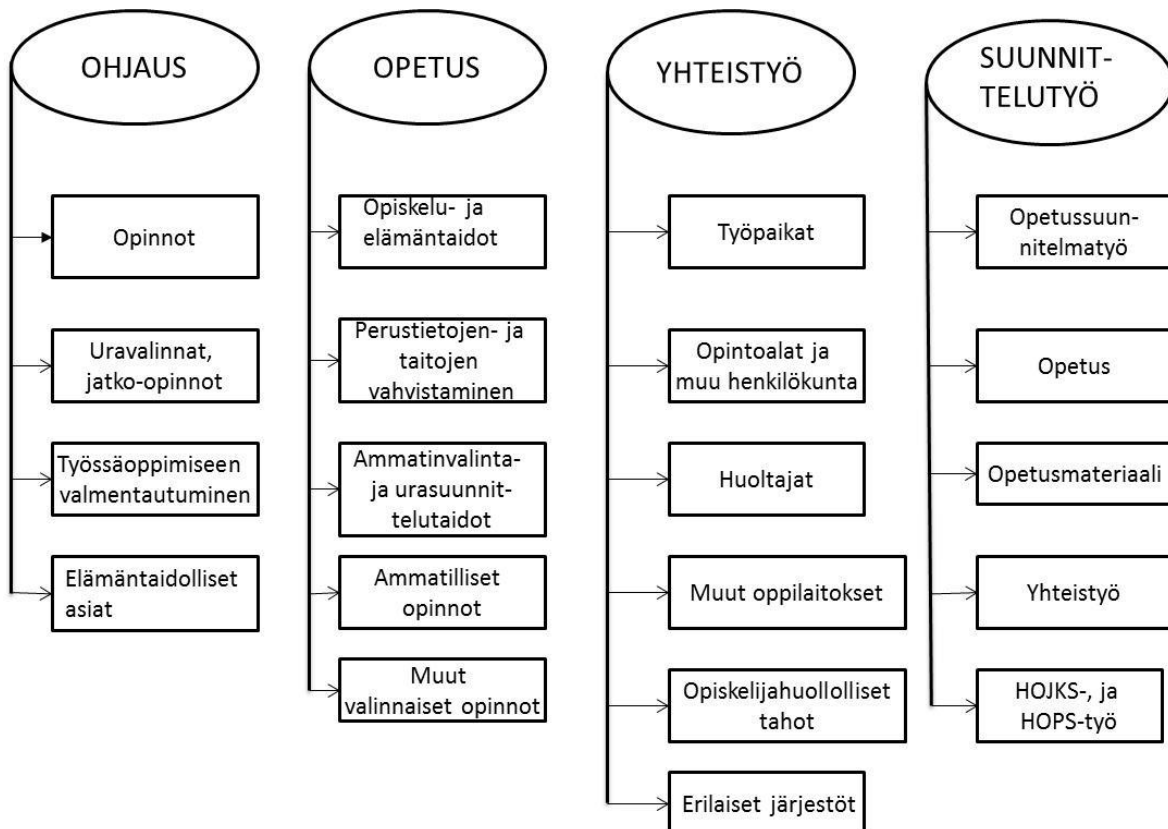 OHJAUS
Opinnot
Uravalinnat,
jatko-opinnot
Työssäoppimiseen
valmentautuminen
Elämäntaidolliset
asiat
OPETUS
Opiskelu- ja
elämäntaidot
Perustietojen- ja
taitojen
vahvistaminen
Ammatinvalinta-
ja urasuunnit-
telutaidot
Ammatilliset
opinnot
Muut
valinnaiset opinnot
YHTEISTYÖ
Työpaikat
Opintoalat ja
muu henkilökunta
Huoltajat
Muut oppilaitokset
Opiskelijahuollolliset
tahot
Erilaiset järjestöt
SUUNNIT-
TELUTYÖ
Opetussuun-
nitelmatyö
Opetus
Opetusmateriaali
Yhteistyö
HOJKS-, ja
HOPS-työ